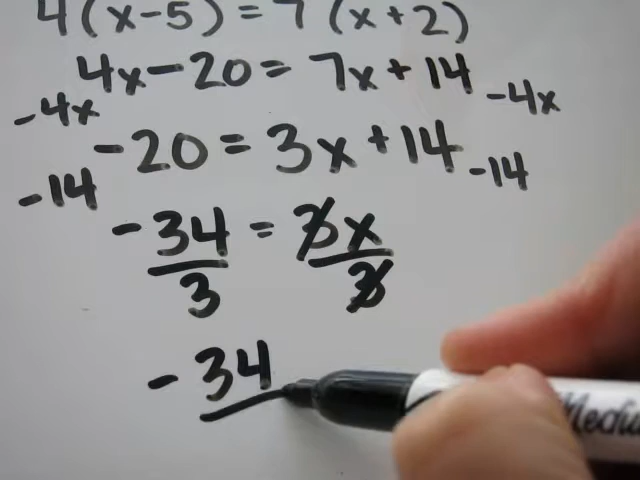 4(x-5)=7(x+2)
4x-20=7x+14
-4x -4x
-20=3x+14
-14 -14
-34/3=3x/3
-34
Mediu